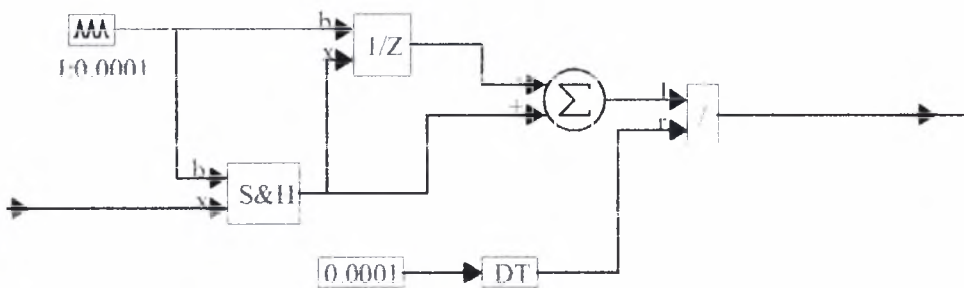 b
1/Z
x
T:0.0001
-
Σ
+
l
r
/
b
S&H
x
0.0001
DT